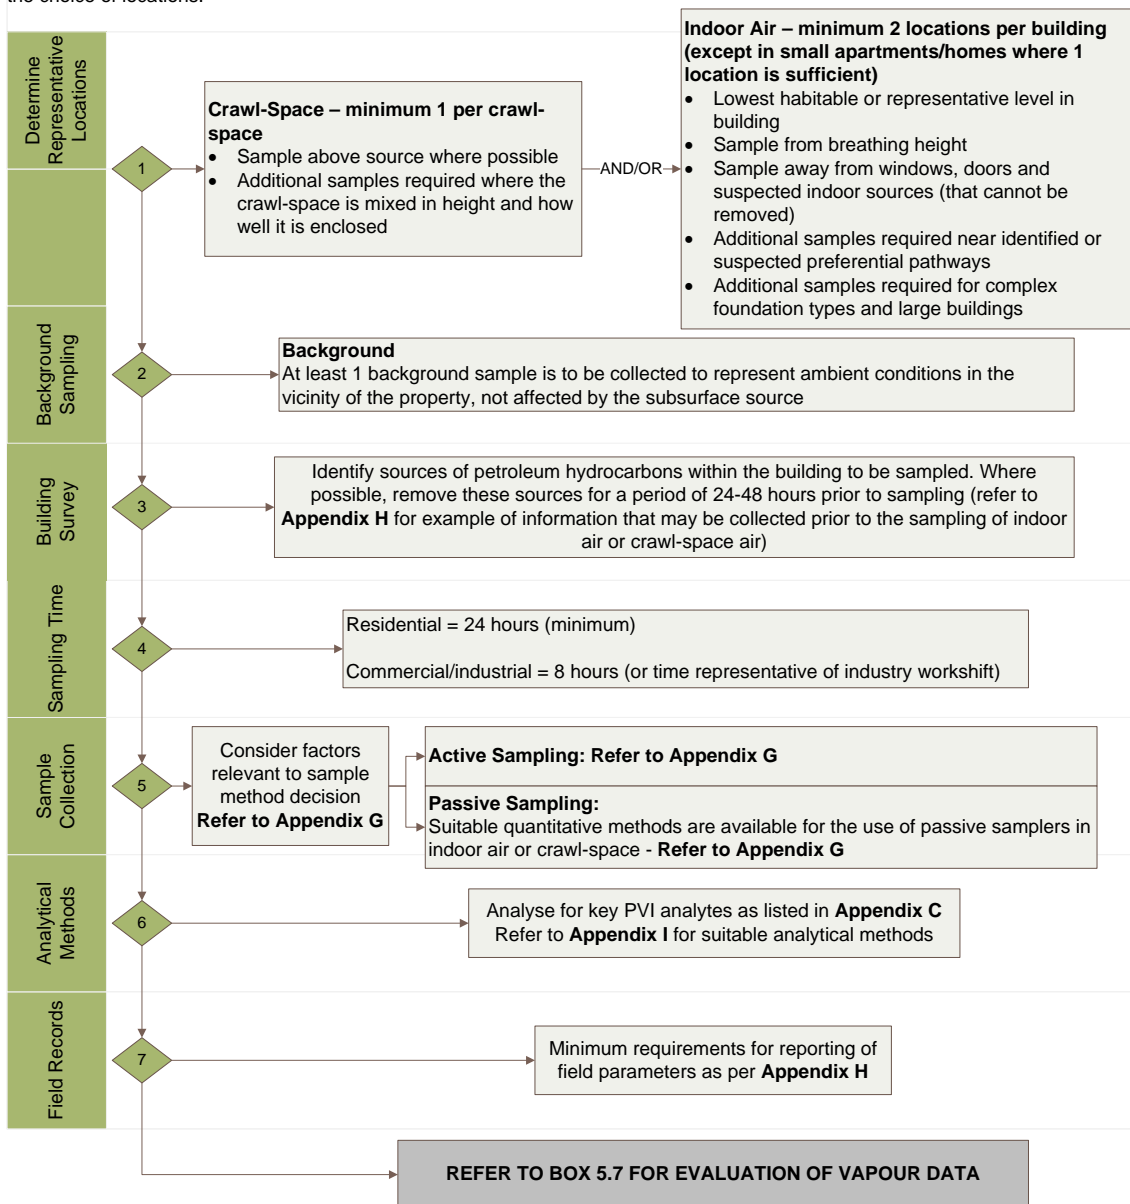 the choice of locations.
Determine
Representative
Locations
1
Crawl-Space – minimum 1 per crawl-
space
• Sample above source where possible
• Additional samples required where the
crawl-space is mixed in height and how
well it is enclosed
AND/OR
Indoor Air – minimum 2 locations per building
(except in small apartments/homes where 1
location is sufficient)
• Lowest habitable or representative level in
building
• Sample from breathing height
• Sample away from windows, doors and
suspected indoor sources (that cannot be
removed)
• Additional samples required near identified or
suspected preferential pathways
• Additional samples required for complex
foundation types and large buildings
Background
Sampling
2
Background
At least 1 background sample is to be collected to represent ambient conditions in the
vicinity of the property, not affected by the subsurface source
Building
Survey
3
Identify sources of petroleum hydrocarbons within the building to be sampled. Where
possible, remove these sources for a period of 24-48 hours prior to sampling (refer to
Appendix H for example of information that may be collected prior to the sampling of indoor
air or crawl-space air)
Sampling Time
4
Residential = 24 hours (minimum)
Commercial/industrial = 8 hours (or time representative of industry workshift)
Sample
Collection
5
Consider factors
relevant to sample
method decision
Refer to Appendix G
Active Sampling: Refer to Appendix G
Passive Sampling:
Suitable quantitative methods are available for the use of passive samplers in
indoor air or crawl-space - Refer to Appendix G
Analytical
Methods
6
Analyse for key PVI analytes as listed in Appendix C
Refer to Appendix I for suitable analytical methods
Field Records
7
Minimum requirements for reporting of
field parameters as per Appendix H
REFER TO BOX 5.7 FOR EVALUATION OF VAPOUR DATA